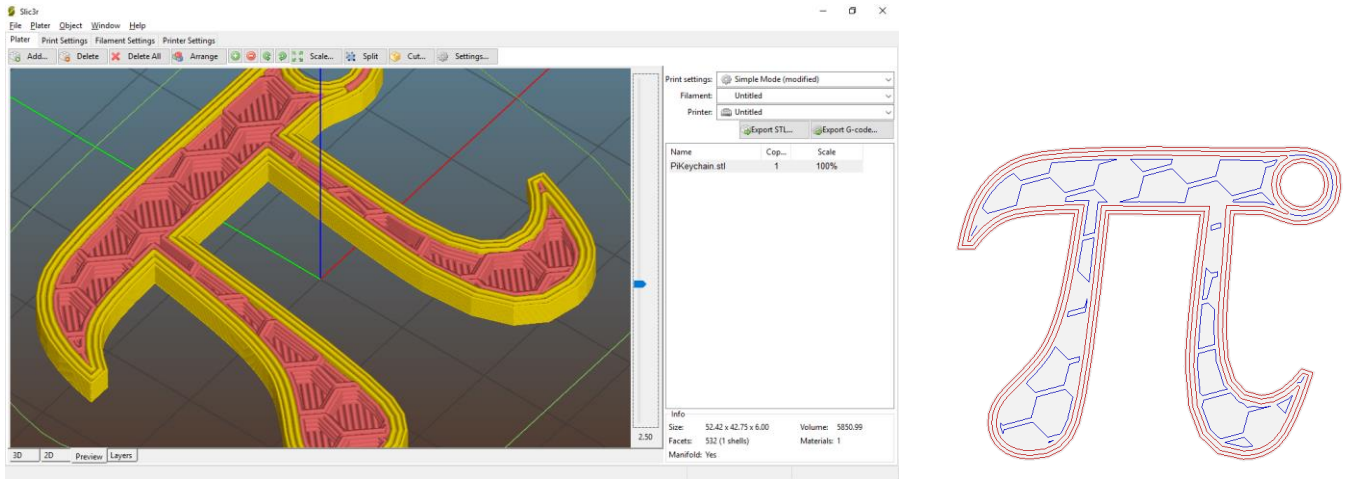 Slic3r
File Plater Object Window Help
Plater Print Settings Filament Settings Printer Settings
Add... Delete Delete All Arrange Scale... Split Cut... Settings...
Print settings: Simple Mode (modified)
Filament: Untitled
Printer: Untitled
Export STL... Export G-code...
Name Cop... Scale
PiKeychain.stl 1 100%
Info
Size: 52.42 x 42.75 x 6.00 Volume: 5850.99
Facets: 532 (1 shells) Materials: 1
Manifold: Yes
2.50
3D 2D Preview Layers